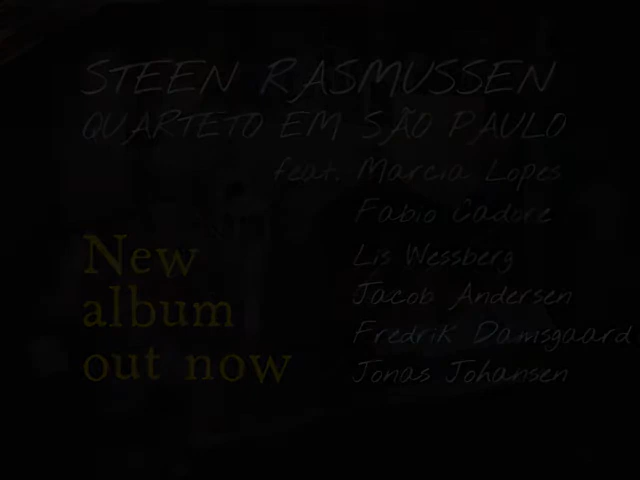 STEEN RASMUSSEN
QUARTETO EM SÃO PAULO
feat. Marcia Lopes
Fabio Cadore
Lis Wessberg
Jacob Andersen
Fredrik Damsgaard
Jonas Johansen
New
album
out now